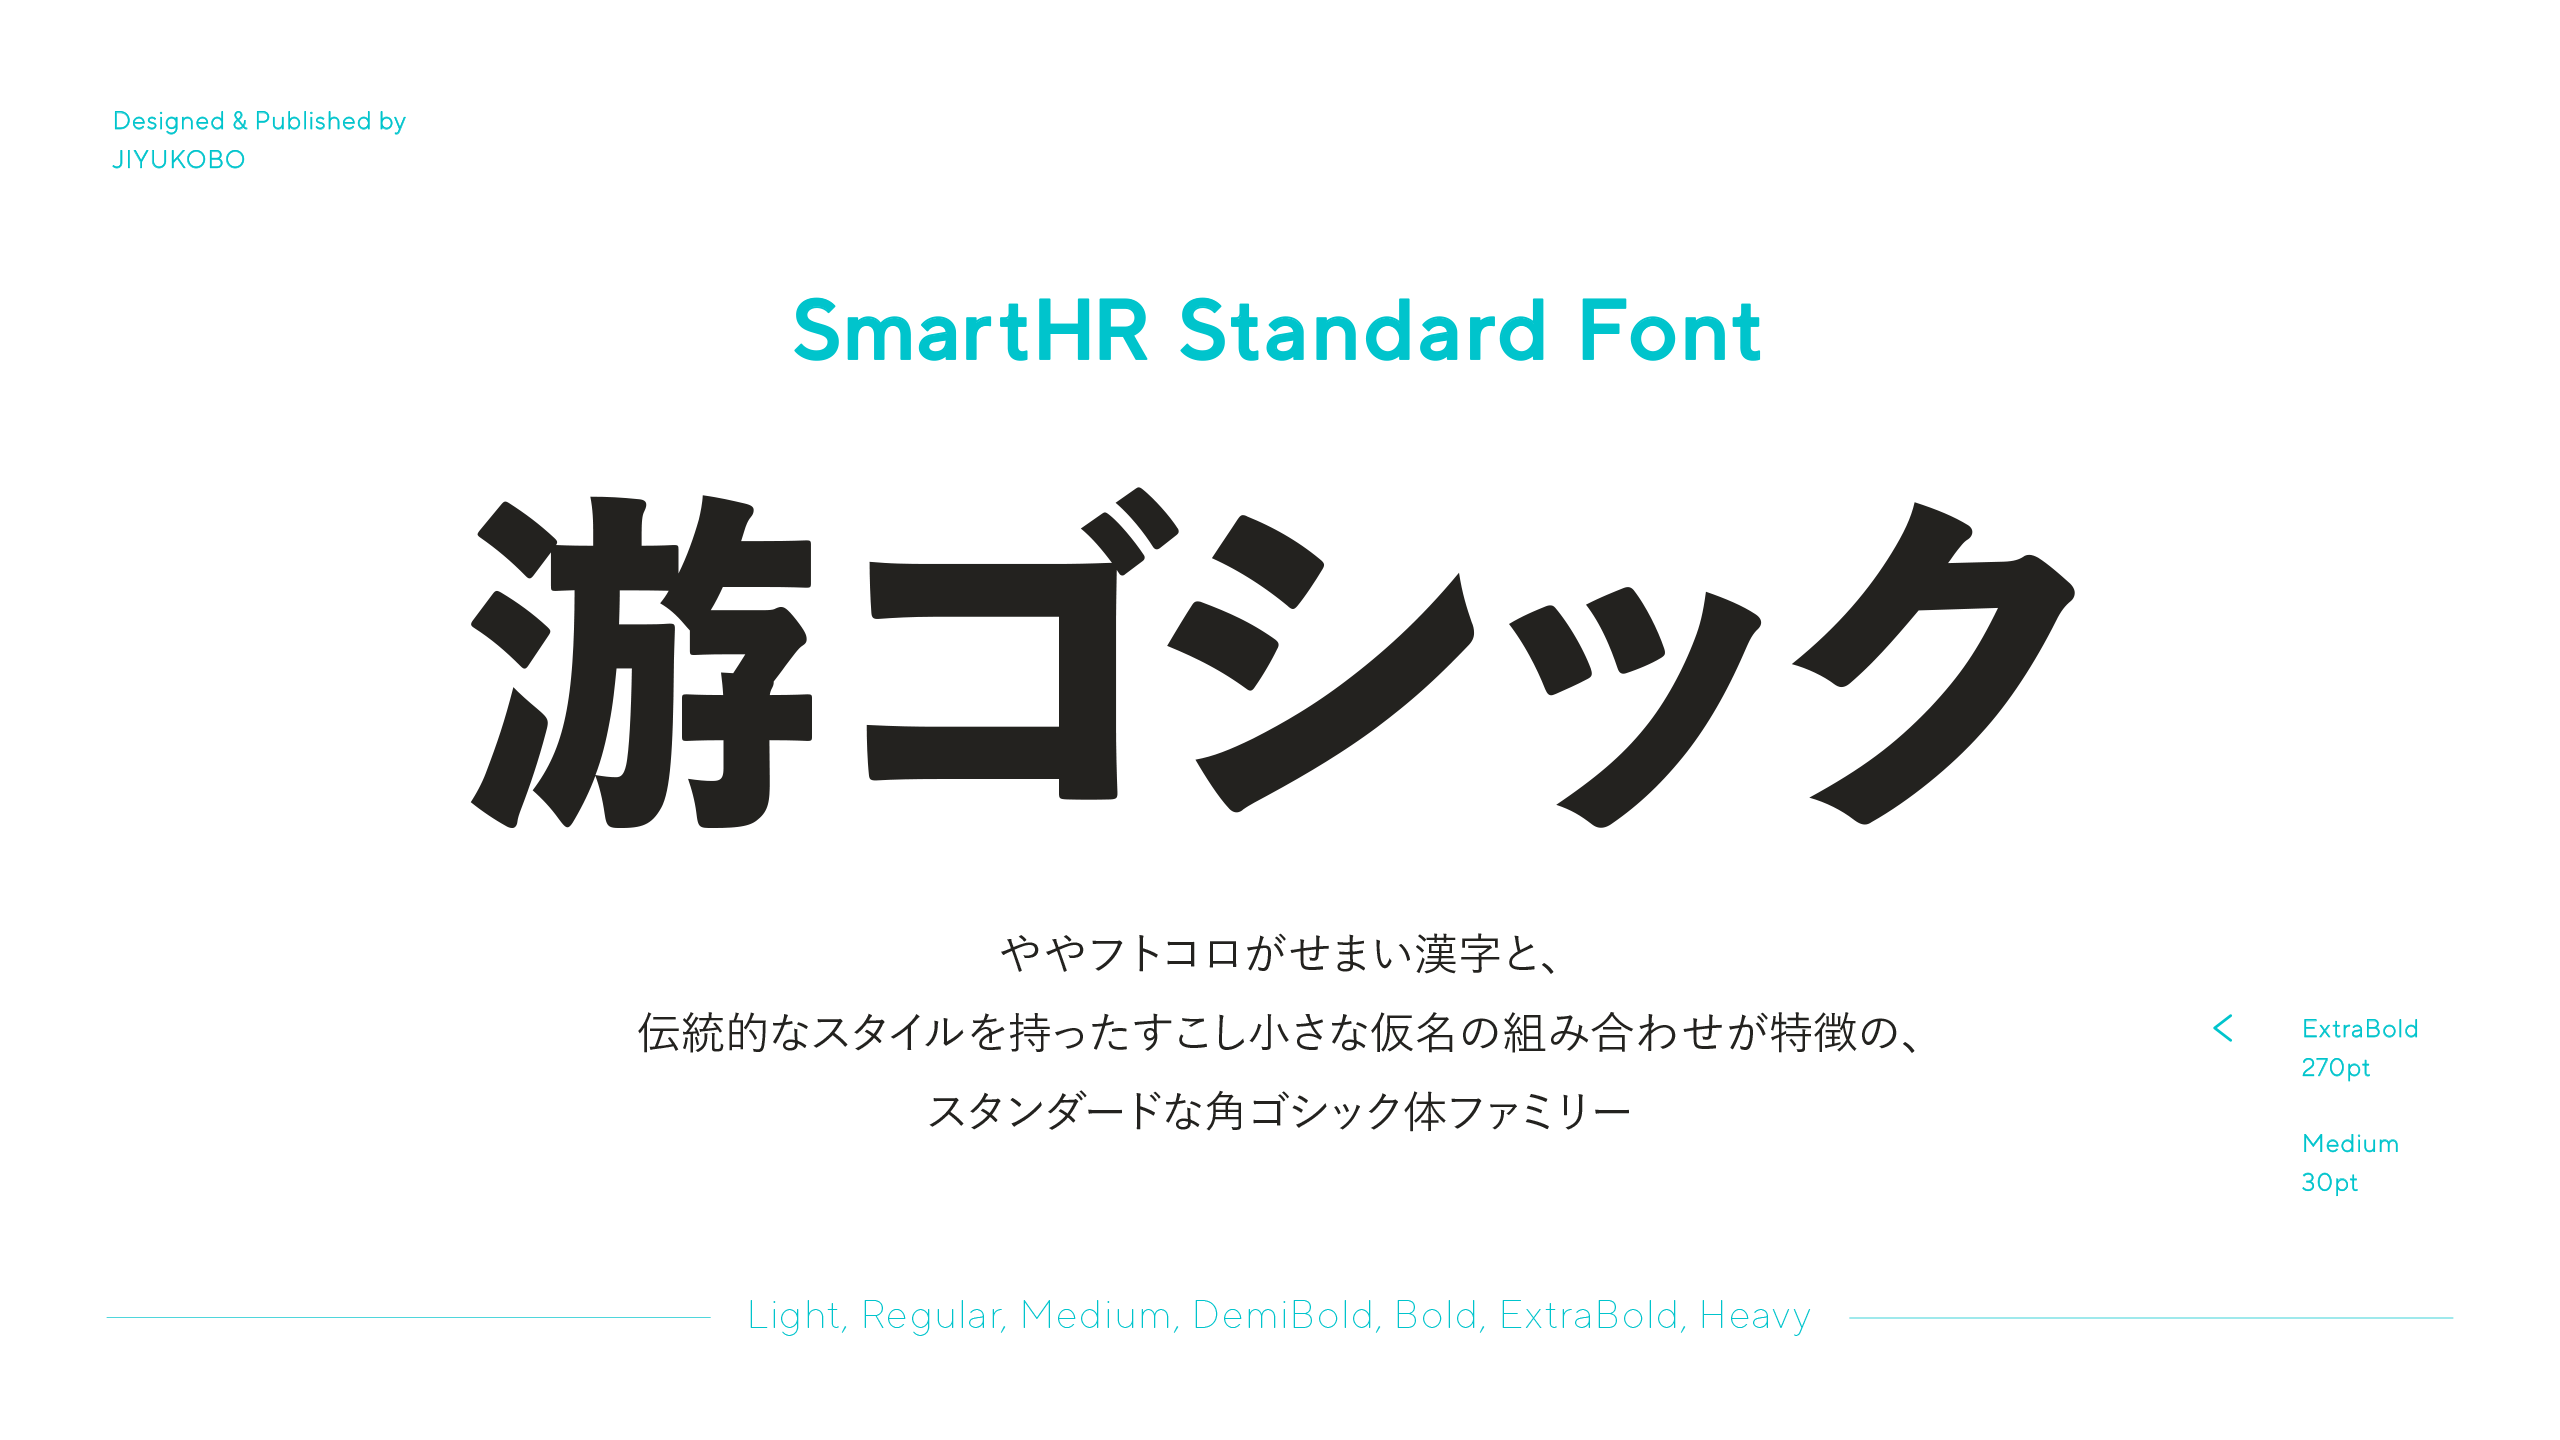 Designed & Published by
JIYUKOBO
SmartHR Standard Font
游ゴシック
ややフトコロがせまい漢字と、
伝統的なスタイルを持ったすこし小さな仮名の組み合わせが特徴の、
スタンダードな角ゴシック体ファミリー
ExtraBold
270pt
Medium
30pt
Light, Regular, Medium, DemiBold, Bold, ExtraBold, Heavy